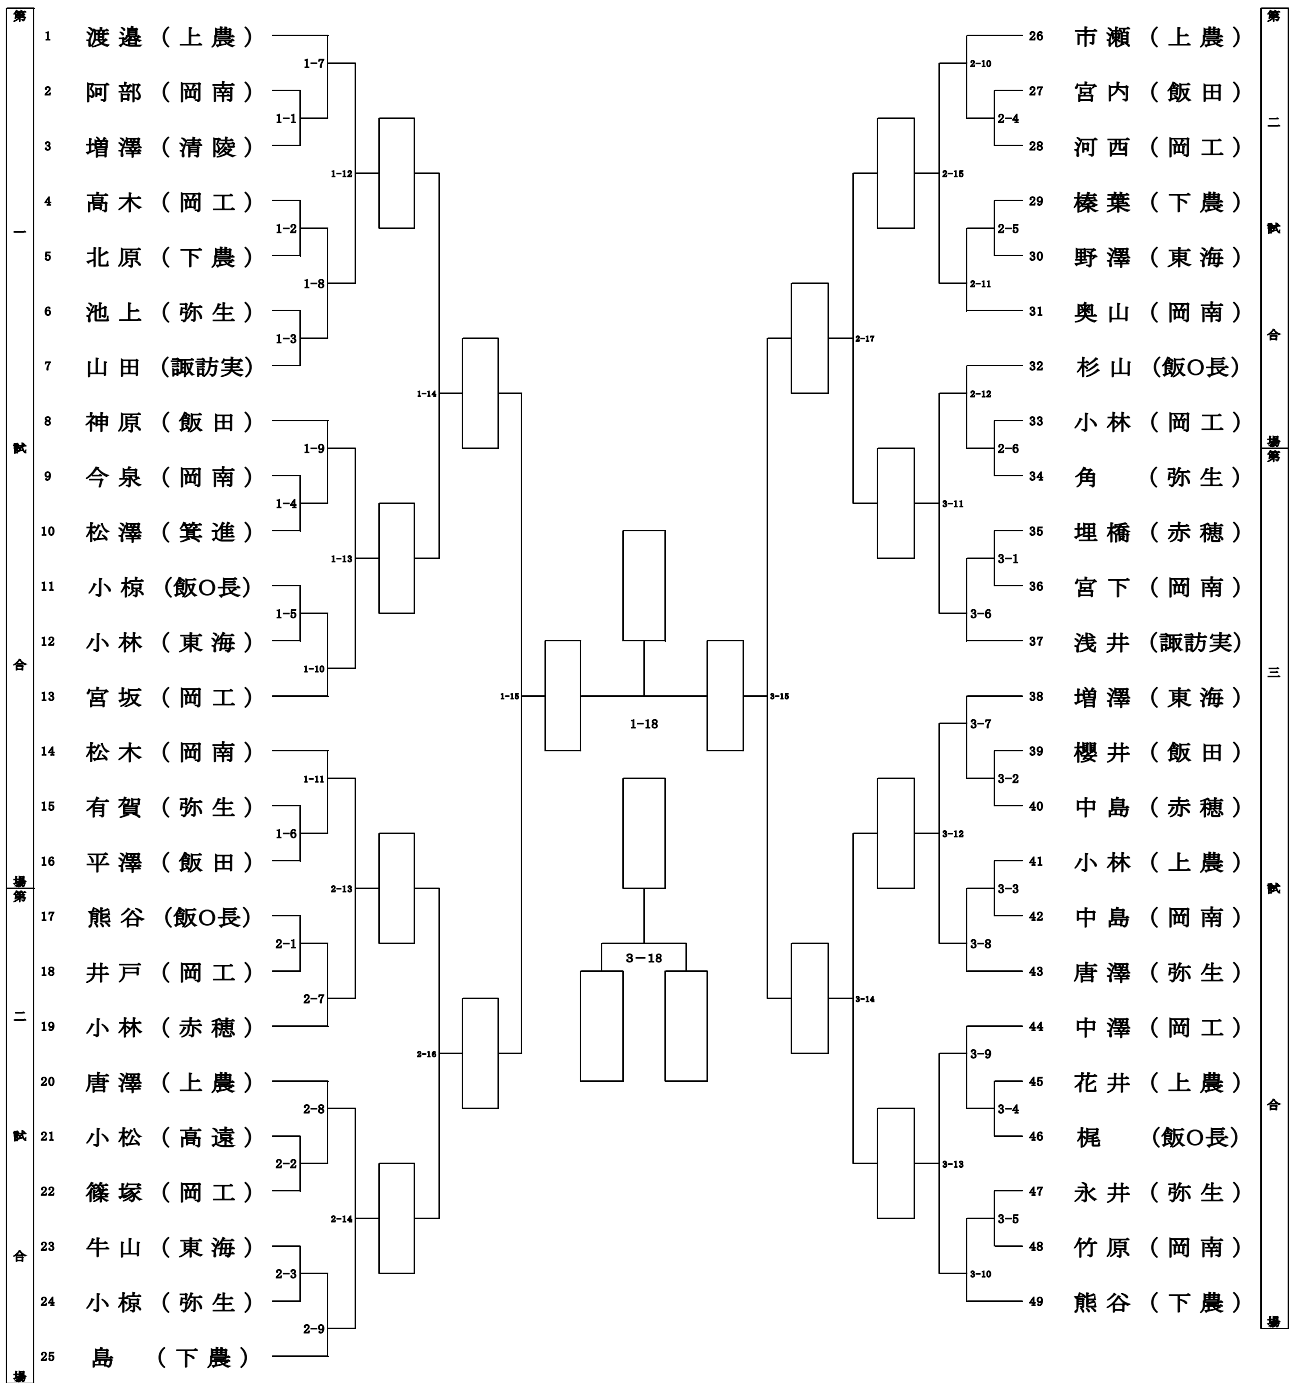 第一試合場
1 渡邉（上農）
2 阿部（岡南）
3 増澤（清陵）
4 高木（岡工）
5 北原（下農）
6 池上（弥生）
7 山田（諏訪実）
8 神原（飯田）
9 今泉（岡南）
10 松澤（箕進）
11 小椋（飯O長）
12 小林（東海）
13 宮坂（岡工）
14 松木（岡南）
15 有賀（弥生）
16 平澤（飯田）
第二試合場
17 熊谷（飯O長）
18 井戸（岡工）
19 小林（赤穂）
20 唐澤（上農）
21 小松（高遠）
22 篠塚（岡工）
23 牛山（東海）
24 小椋（弥生）
25 島（下農）
1-7
1-1
1-2
1-8
1-3
1-9
1-4
1-5
1-10
1-11
1-6
2-1
2-7
2-8
2-2
2-3
2-9
1-12
1-13
2-13
2-14
1-14
2-16
1-15
1-18
3－18
3-15
2-17
3-14
2-15
3-11
3-12
3-13
2-10
2-4
2-5
2-11
2-12
2-6
3-1
3-6
3-7
3-2
3-3
3-8
3-9
3-4
3-5
3-10
第二試合場
26 市瀬（上農）
27 宮内（飯田）
28 河西（岡工）
29 榛葉（下農）
30 野澤（東海）
31 奥山（岡南）
32 杉山（飯O長）
33 小林（岡工）
34 角（弥生）
第三試合場
35 埋橋（赤穂）
36 宮下（岡南）
37 浅井（諏訪実）
38 増澤（東海）
39 櫻井（飯田）
40 中島（赤穂）
41 小林（上農）
42 中島（岡南）
43 唐澤（弥生）
44 中澤（岡工）
45 花井（上農）
46 梶（飯O長）
47 永井（弥生）
48 竹原（岡南）
49 熊谷（下農）